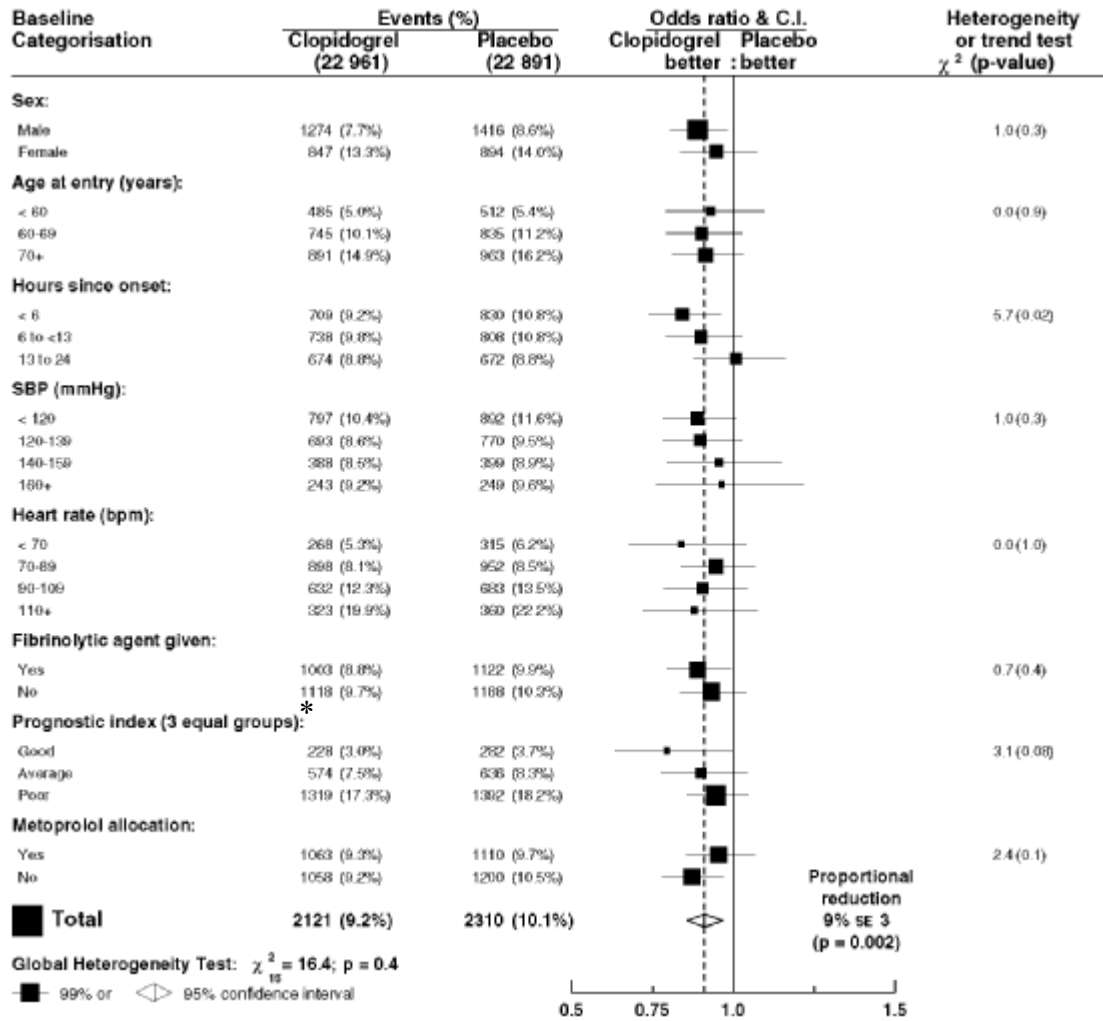 Baseline Events (%) Odds ratio & C.I. Heterogeneity
Categorisation Clopidogrel Placebo Clopidogrel Placebo or trend test
(22 961) (22 891) better : better χ 2 (p-value)
Sex:
Male 1274 (7.7%) 1416 (8.6%) 1.0 (0.3)
Female 847 (13.3%) 894 (14.0%)
Age at entry (years):
< 60 485 (5.0%) 512 (5.4%) 0.0 (0.9)
60-69 745 (10.1%) 835 (11.2%)
70+ 891 (14.9%) 963 (16.2%)
Hours since onset:
< 6 709 (9.2%) 830 (10.8%) 5.7 (0.02)
6 to <13 738 (9.8%) 808 (10.8%)
13 to 24 674 (8.8%) 672 (8.8%)
SBP (mmHg):
< 120 797 (10.4%) 892 (11.6%) 1.0 (0.3)
120-139 693 (8.6%) 770 (9.5%)
140-159 388 (8.5%) 399 (8.9%)
160+ 243 (9.2%) 249 (9.6%)
Heart rate (bpm):
< 70 268 (5.3%) 315 (6.2%) 0.0 (1.0)
70-89 898 (8.1%) 952 (8.5%)
90-109 632 (12.3%) 683 (13.5%)
110+ 323 (19.9%) 360 (22.2%)
Fibrinolytic agent given:
Yes 1003 (8.8%) 1122 (9.9%) 0.7 (0.4)
No 1118 (9.7%) 1188 (10.3%)
Prognostic index (3 equal groups):*
Good 228 (3.0%) 282 (3.7%) 3.1 (0.08)
Average 574 (7.5%) 636 (8.3%)
Poor 1319 (17.3%) 1392 (18.2%)
Metoprolol allocation:
Yes 1063 (9.3%) 1110 (9.7%) 2.4 (0.1)
No 1058 (9.2%) 1200 (10.5%)
Total 2121 (9.2%) 2310 (10.1%)
Proportional
reduction
9% SE 3
(p = 0.002)
Global Heterogeneity Test: χ 2 16 = 16.4; p = 0.4
99% or 95% confidence interval
0.5 0.75 1.0 1.5